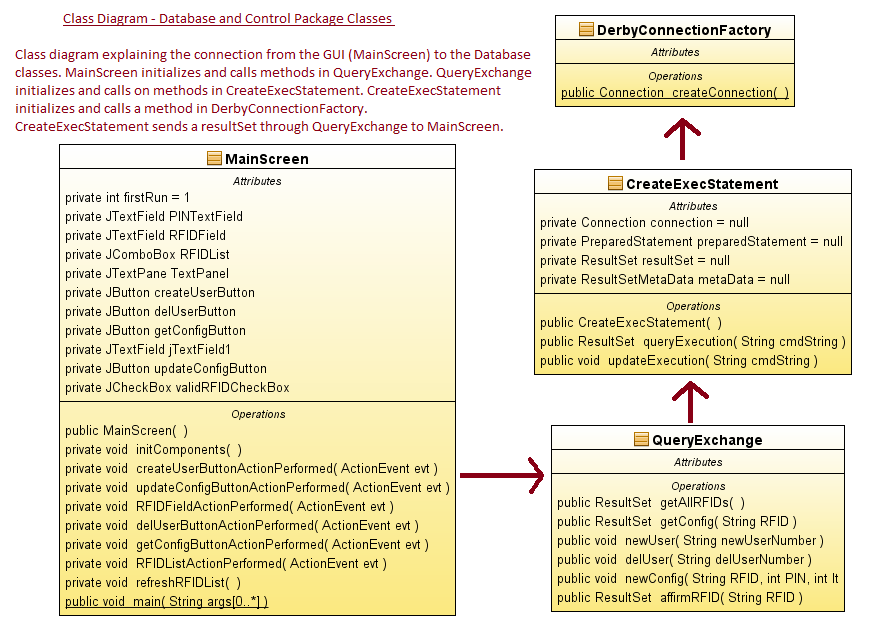 Class Diagram - Database and Control Package Classes
Class diagram explaining the connection from the GUI (MainScreen) to the Database
classes. MainScreen initializes and calls methods in QueryExchange. QueryExchange
initializes and calls on methods in CreateExecStatement. CreateExecStatement
initializes and calls a method in DerbyConnectionFactory.
CreateExecStatement sends a resultSet through QueryExchange to MainScreen.
MainScreen
Attributes
private int firstRun = 1
private JTextField PINTextField
private JTextField RFIDField
private JComboBox RFIDList
private JTextPane TextPanel
private JButton createUserButton
private JButton delUserButton
private JButton getConfigButton
private JTextField jTextField1
private JButton updateConfigButton
private JCheckBox validRFIDCheckBox
Operations
public MainScreen( )
private void initComponents( )
private void createUserButtonActionPerformed( ActionEvent evt )
private void updateConfigButtonActionPerformed( ActionEvent evt )
private void RFIDFieldActionPerformed( ActionEvent evt )
private void delUserButtonActionPerformed( ActionEvent evt )
private void getConfigButtonActionPerformed( ActionEvent evt )
private void RFIDListActionPerformed( ActionEvent evt )
private void refreshRFIDList( )
public void main( String args[0..*] )
DerbyConnectionFactory
Attributes
Operations
public Connection createConnection( )
CreateExecStatement
Attributes
private Connection connection = null
private PreparedStatement preparedStatement = null
private ResultSet resultSet = null
private ResultSetMetaData metaData = null
Operations
public CreateExecStatement( )
public ResultSet queryExecution( String cmdString )
public void updateExecution( String cmdString )
QueryExchange
Attributes
Operations
public ResultSet getAllRFIDs( )
public ResultSet getConfig( String RFID )
public void newUser( String newUserNumber )
public void delUser( String delUserNumber )
public void newConfig( String RFID, int PIN, int It
public ResultSet affirmRFID( String RFID )